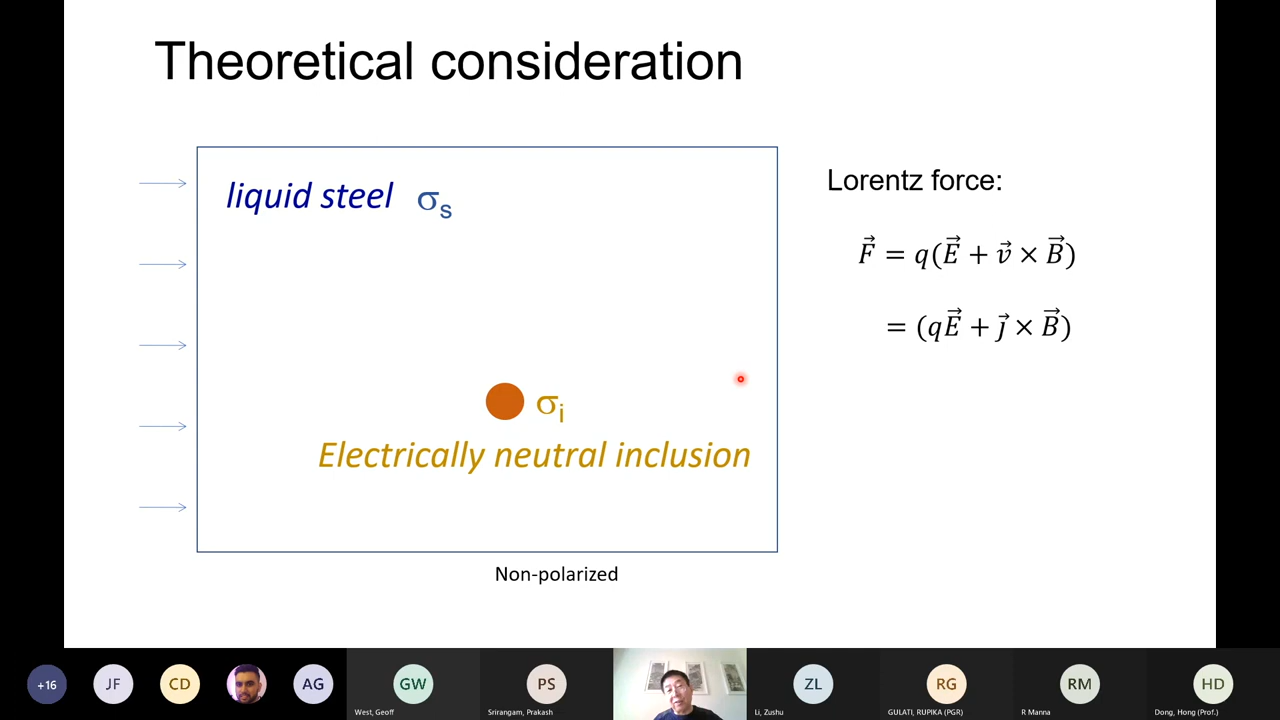 Theoretical consideration
liquid steel σs
Lorentz force:
F⃗ = q(E⃗ + v⃗ × B⃗)
= (qE⃗ + j⃗ × B⃗)
σi
Electrically neutral inclusion
Non-polarized
+16 JF CD AG GW PS ZL RG RM HD
West, Geoff Srirangam, Prakash Li, Zushu GULATI, RUPIKA (PGR) R Manna Dong, Hong (Prof.)